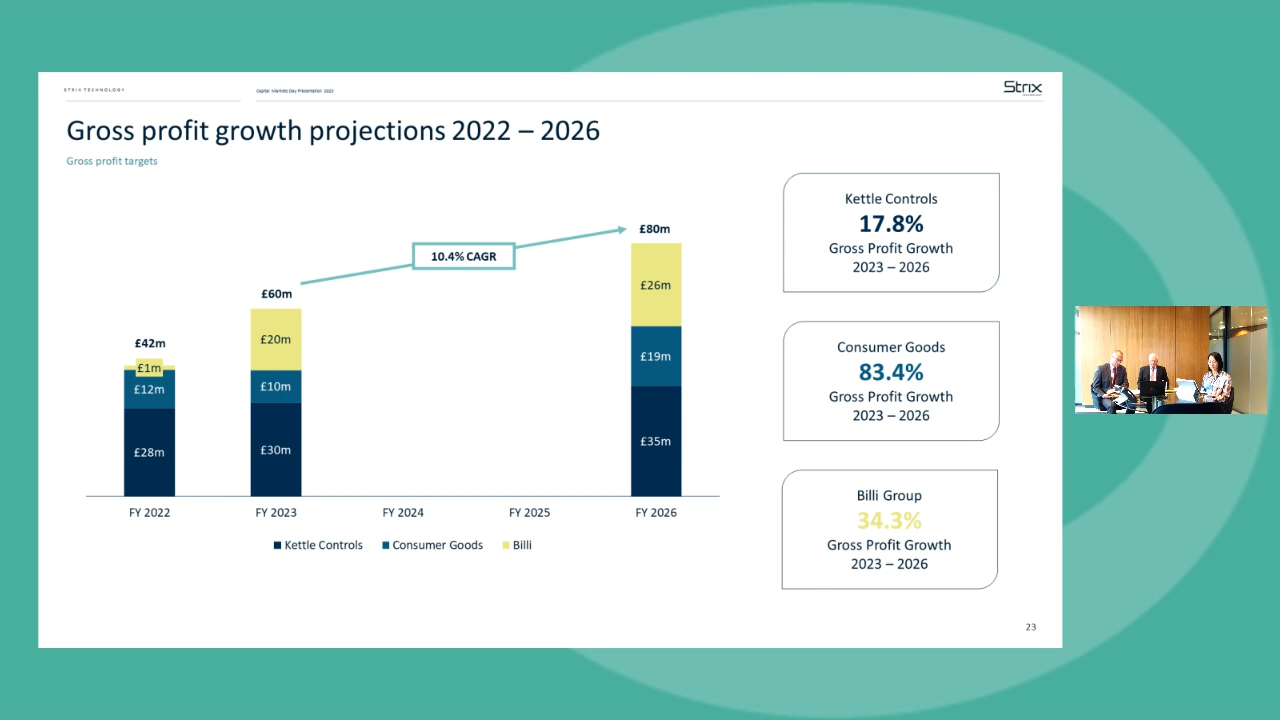 STRIX TECHNOLOGY
Capital Markets Day Presentation 2023
Strix
Gross profit growth projections 2022 – 2026
Gross profit targets
£42m
£1m
£12m
£28m
£60m
£20m
£10m
£30m
10.4% CAGR
£80m
£26m
£19m
£35m
FY 2022
FY 2023
FY 2024
FY 2025
FY 2026
Kettle Controls
Consumer Goods
Billi
Kettle Controls
17.8%
Gross Profit Growth
2023 – 2026
Consumer Goods
83.4%
Gross Profit Growth
2023 – 2026
Billi Group
34.3%
Gross Profit Growth
2023 – 2026
23